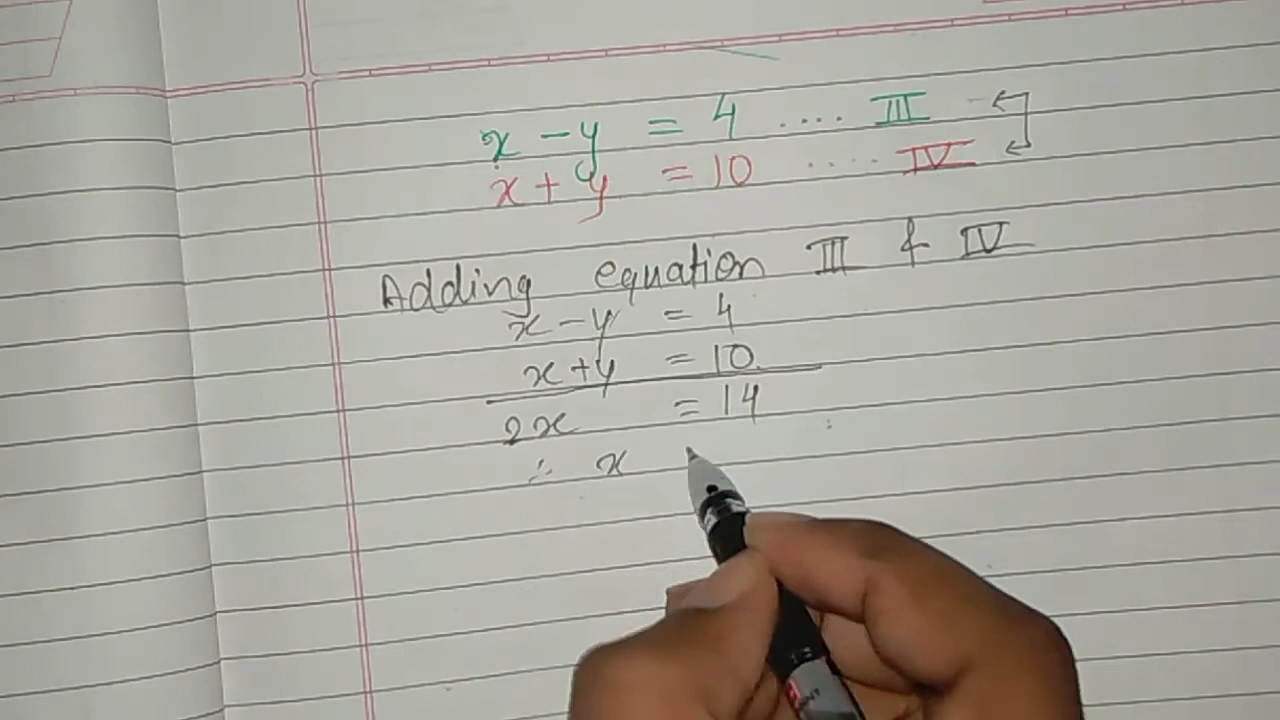 x - y = 4 .... III
x + y = 10 .... IV
Adding equation III & IV
x - y = 4
x + y = 10
2x = 14
∴ x